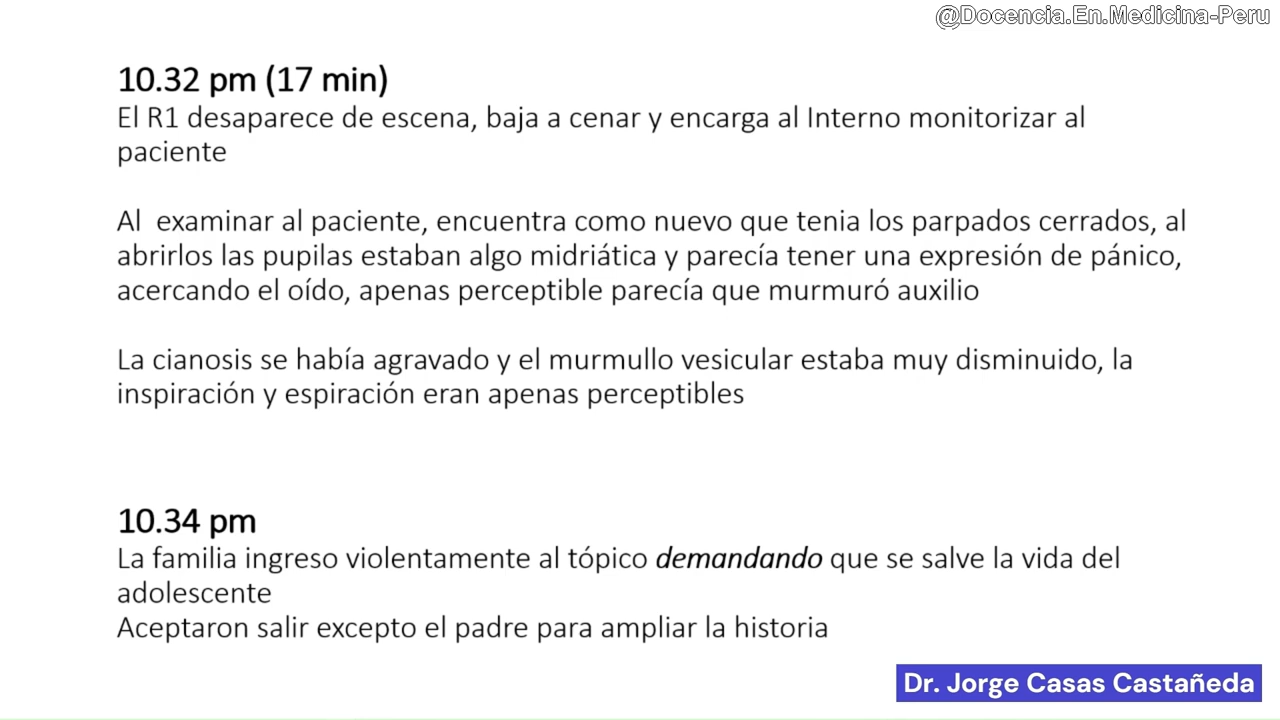 @Docencia.En.Medicina-Peru
10.32 pm (17 min)
El R1 desaparece de escena, baja a cenar y encarga al Interno monitorizar al
paciente
Al  examinar al paciente, encuentra como nuevo que tenia los parpados cerrados, al
abrirlos las pupilas estaban algo midriática y parecía tener una expresión de pánico,
acercando el oído, apenas perceptible parecía que murmuró auxilio
La cianosis se había agravado y el murmullo vesicular estaba muy disminuido, la
inspiración y espiración eran apenas perceptibles
10.34 pm
La familia ingreso violentamente al tópico demandando que se salve la vida del
adolescente
Aceptaron salir excepto el padre para ampliar la historia
Dr. Jorge Casas Castañeda